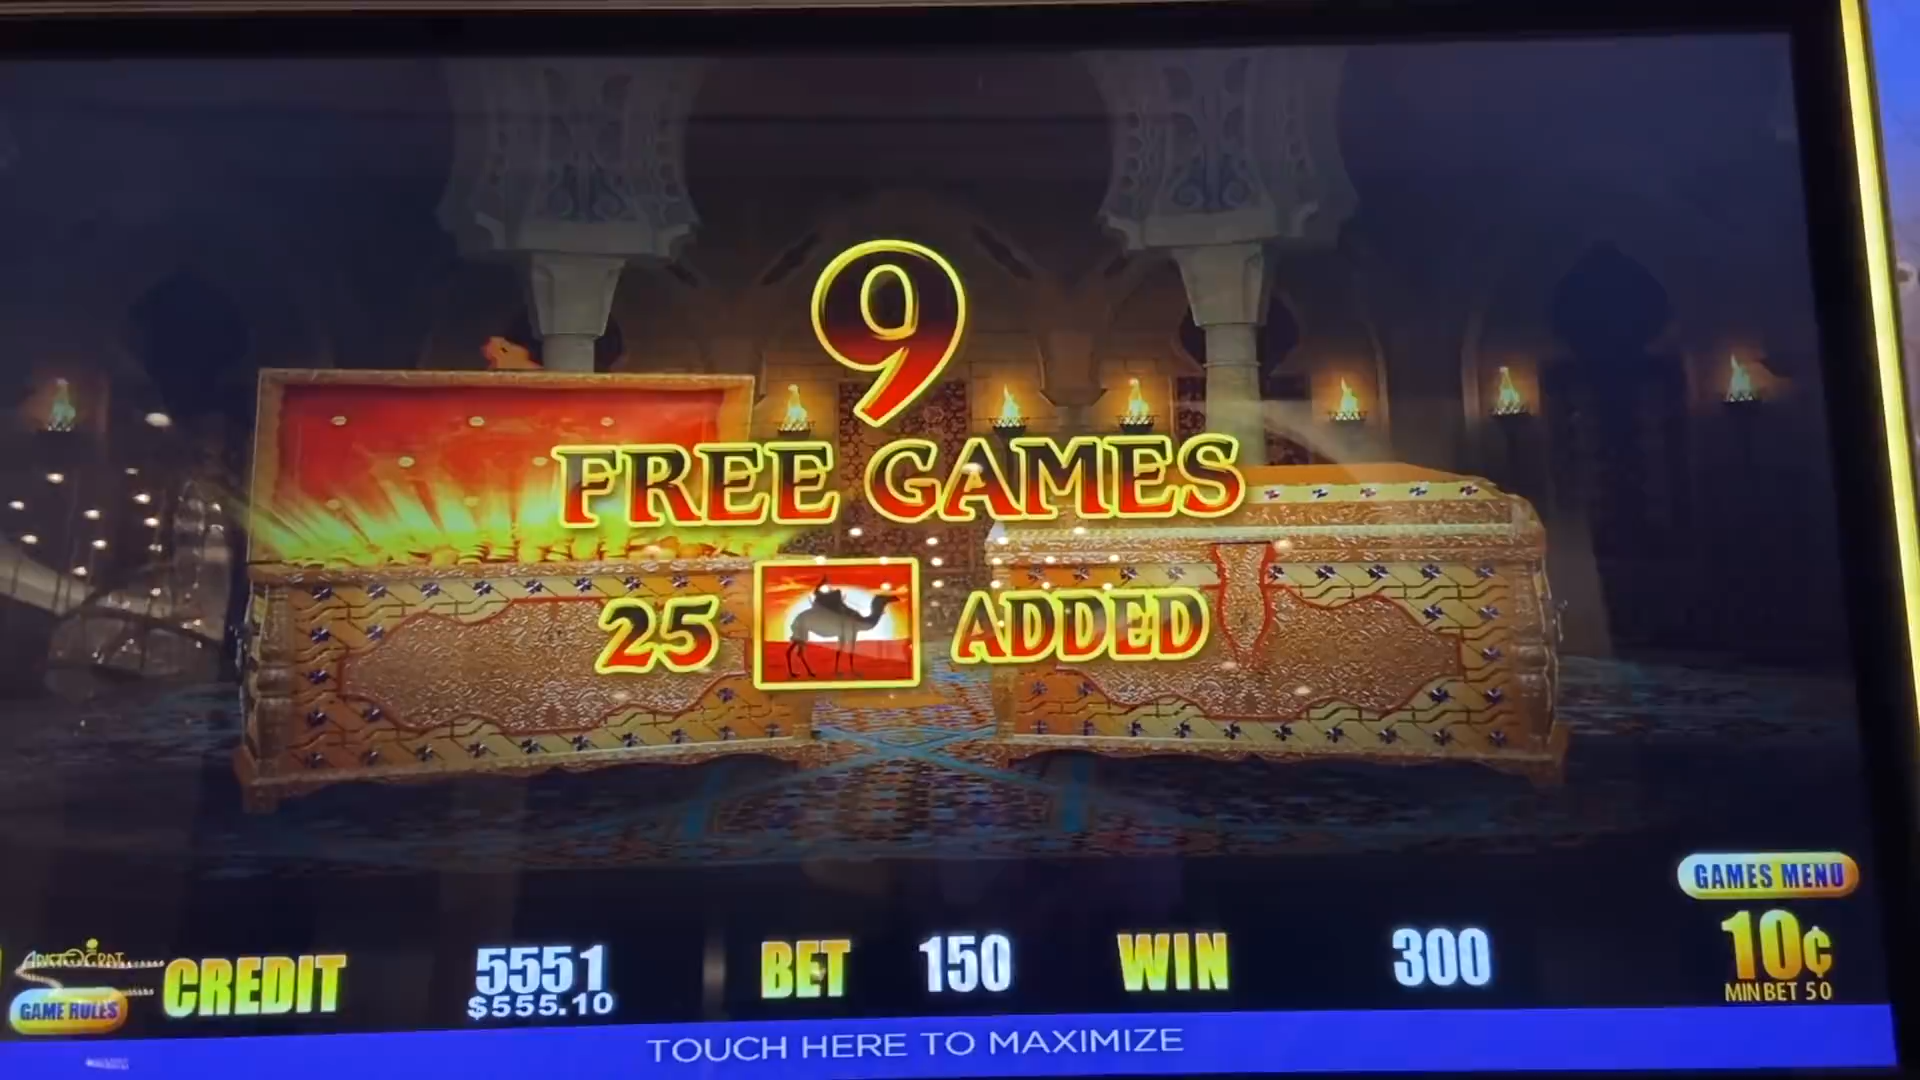 9
FREE GAMES
25 ADDED
GAMES MENU
ARISTOCRAT
GAME RULES
CREDIT 5551
$555.10
BET 150
WIN 300
10¢
MIN BET 50
TOUCH HERE TO MAXIMIZE